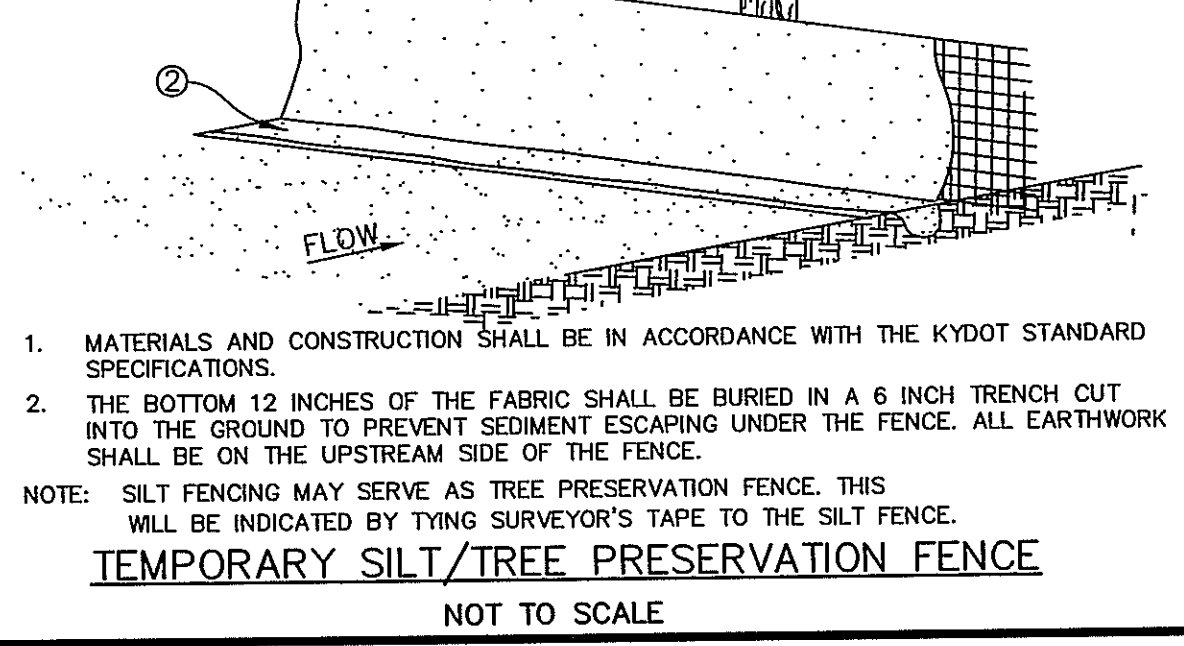 ②
FLOW
1. MATERIALS AND CONSTRUCTION SHALL BE IN ACCORDANCE WITH THE KYDOT STANDARD
SPECIFICATIONS.
2. THE BOTTOM 12 INCHES OF THE FABRIC SHALL BE BURIED IN A 6 INCH TRENCH CUT
INTO THE GROUND TO PREVENT SEDIMENT ESCAPING UNDER THE FENCE. ALL EARTHWORK
SHALL BE ON THE UPSTREAM SIDE OF THE FENCE.
NOTE: SILT FENCING MAY SERVE AS TREE PRESERVATION FENCE. THIS
WILL BE INDICATED BY TYING SURVEYOR'S TAPE TO THE SILT FENCE.
TEMPORARY SILT/TREE PRESERVATION FENCE
NOT TO SCALE